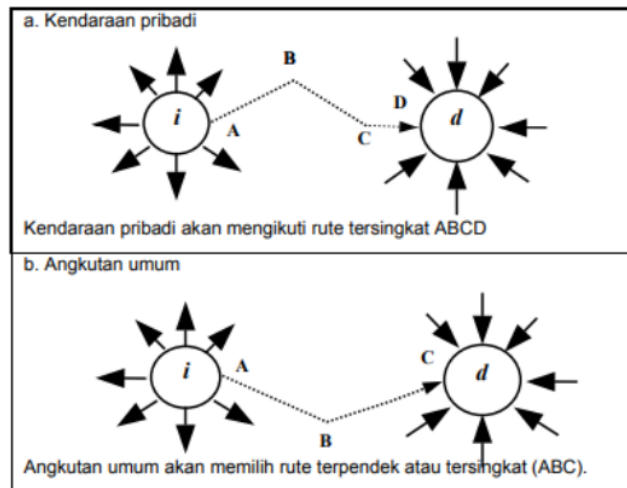 a. Kendaraan pribadi
B
i
A
C
D
d
Kendaraan pribadi akan mengikuti rute tersingkat ABCD
b. Angkutan umum
i
A
B
C
d
Angkutan umum akan memilih rute terpendek atau tersingkat (ABC).